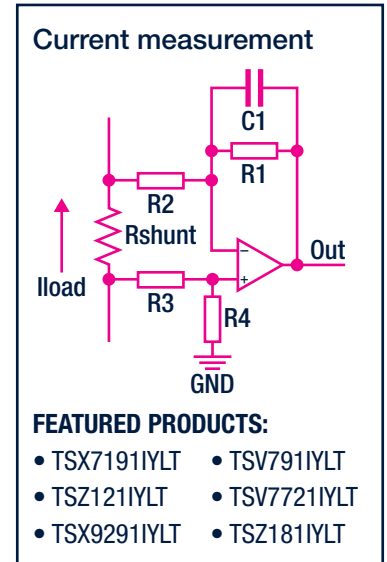 Current measurement
C1
R1
R2
Rshunt
−
Out
+
Iload
R3
R4
GND
FEATURED PRODUCTS:
• TSX7191IYLT • TSV791IYLT
• TSZ121IYLT • TSV7721IYLT
• TSX9291IYLT • TSZ181IYLT